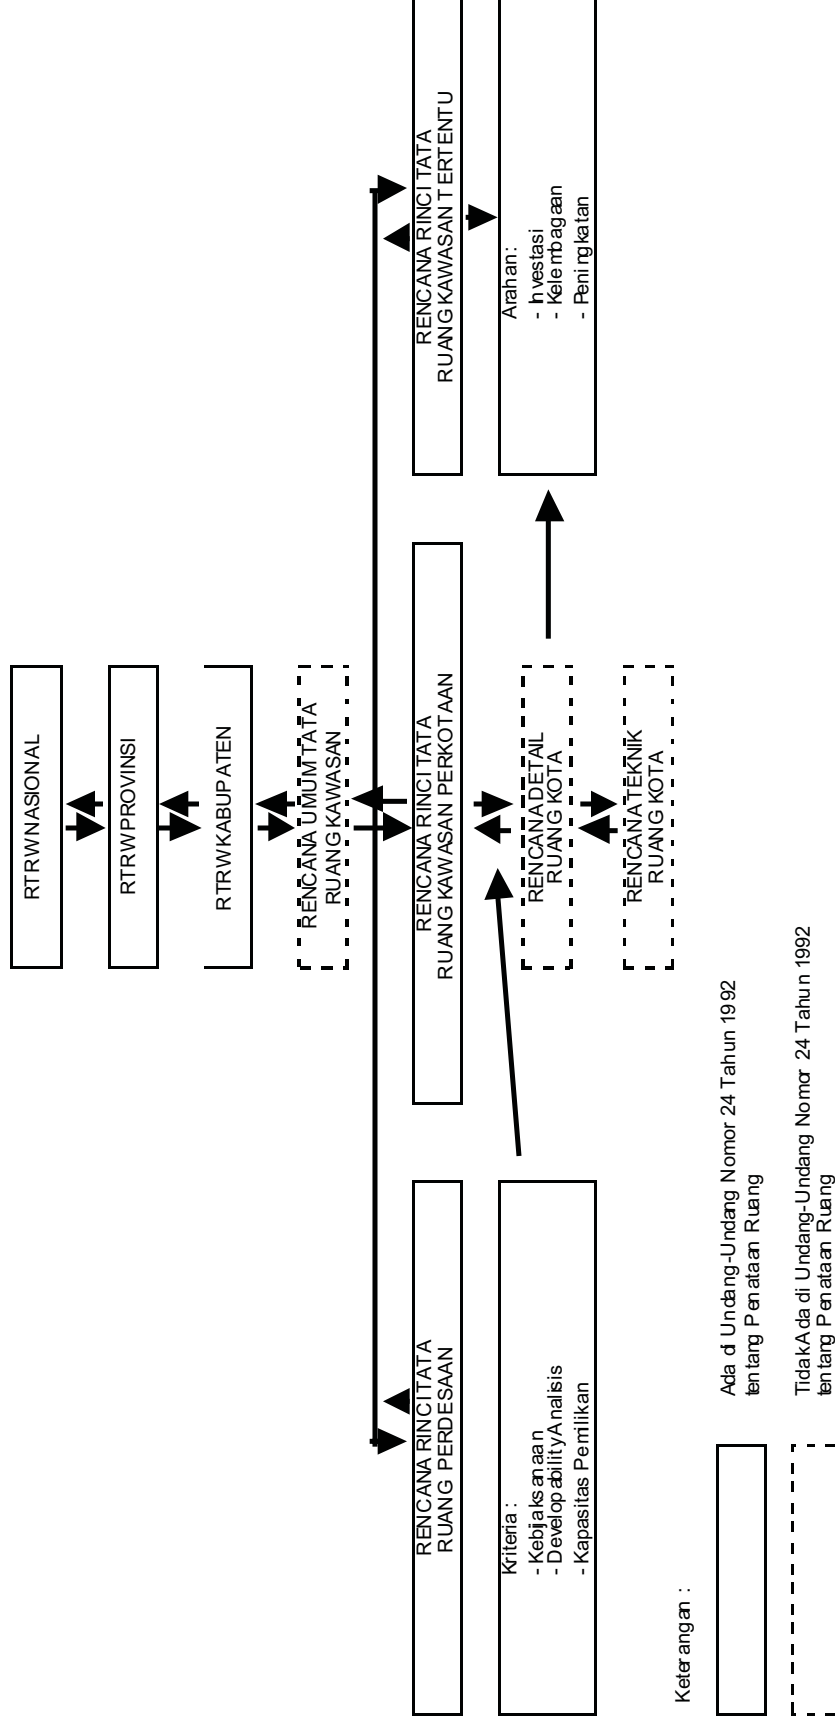 RTRW NASIONAL
RTRW PROVINSI
RTRW KABUPATEN
RENCANA UMUM TATA
RUANG KAWASAN
RENCANA RINCI TATA
RUANG PERDESAAN
RENCANA RINCI TATA
RUANG KAWASAN PERKOTAAN
RENCANA RINCI TATA
RUANG KAWASAN TERTENTU
Kriteria :
- Kebijaksanaan
- Developability Analisis
- Kapasitas Pemilikan
RENCANA DETAIL
RUANG KOTA
Arahan:
- Investasi
- Kelembagaan
- Peningkatan
RENCANA TEKNIK
RUANG KOTA
Keterangan :
Ada di Undang-Undang Nomor 24 Tahun 1992
tentang Penataan Ruang
Tidak Ada di Undang-Undang Nomor 24 Tahun 1992
tentang Penataan Ruang